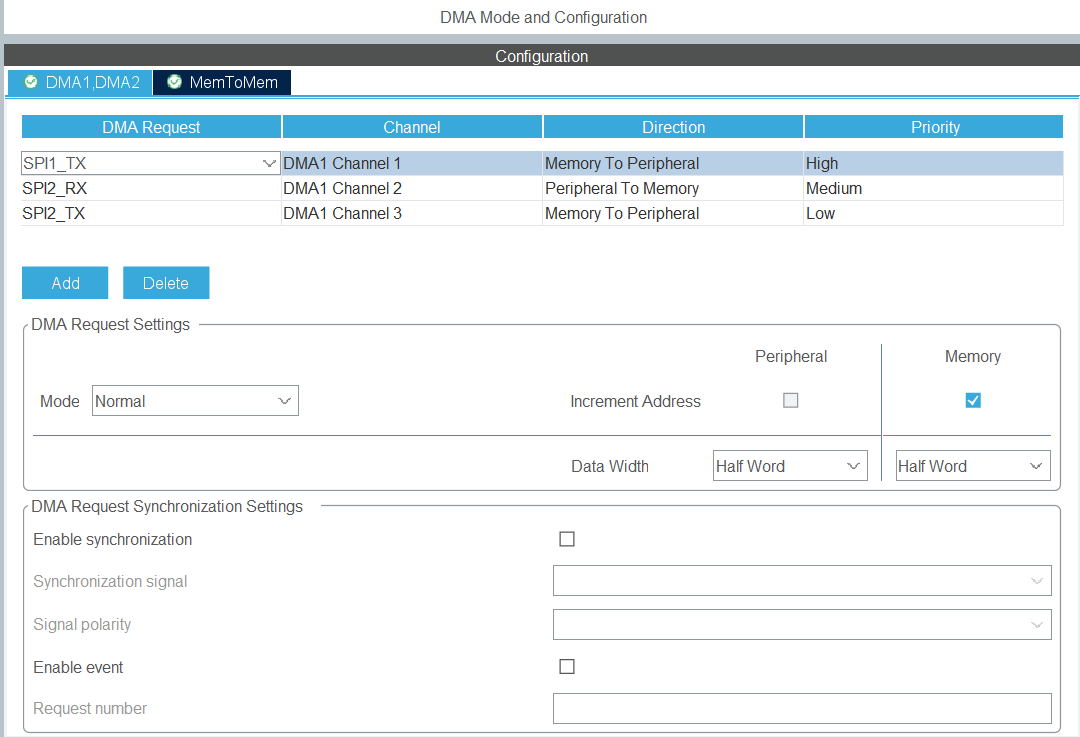 DMA Mode and Configuration
Configuration
DMA1,DMA2 MemToMem
DMA Request Channel Direction Priority
SPI1_TX DMA1 Channel 1 Memory To Peripheral High
SPI2_RX DMA1 Channel 2 Peripheral To Memory Medium
SPI2_TX DMA1 Channel 3 Memory To Peripheral Low
Add Delete
DMA Request Settings
Peripheral Memory
Mode Normal Increment Address
Data Width Half Word Half Word
DMA Request Synchronization Settings
Enable synchronization
Synchronization signal
Signal polarity
Enable event
Request number